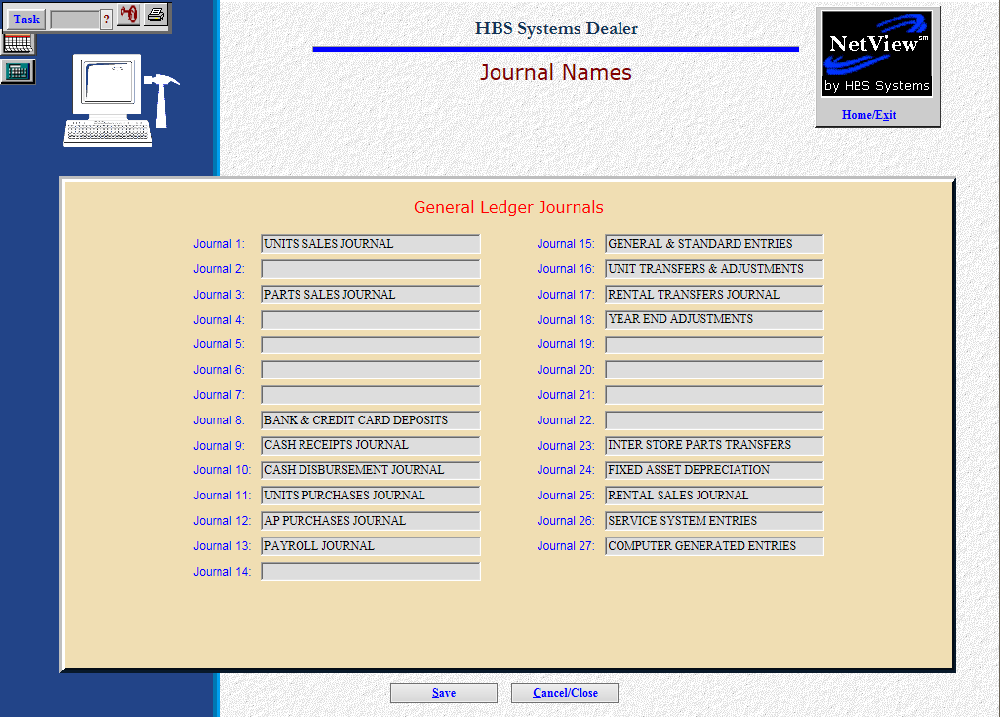 Task ?
HBS Systems Dealer
Journal Names
NetView SM
by HBS Systems
Home/Exit
General Ledger Journals
Journal 1: UNITS SALES JOURNAL
Journal 2:
Journal 3: PARTS SALES JOURNAL
Journal 4:
Journal 5:
Journal 6:
Journal 7:
Journal 8: BANK & CREDIT CARD DEPOSITS
Journal 9: CASH RECEIPTS JOURNAL
Journal 10: CASH DISBURSEMENT JOURNAL
Journal 11: UNITS PURCHASES JOURNAL
Journal 12: AP PURCHASES JOURNAL
Journal 13: PAYROLL JOURNAL
Journal 14:
Journal 15: GENERAL & STANDARD ENTRIES
Journal 16: UNIT TRANSFERS & ADJUSTMENTS
Journal 17: RENTAL TRANSFERS JOURNAL
Journal 18: YEAR END ADJUSTMENTS
Journal 19:
Journal 20:
Journal 21:
Journal 22:
Journal 23: INTER STORE PARTS TRANSFERS
Journal 24: FIXED ASSET DEPRECIATION
Journal 25: RENTAL SALES JOURNAL
Journal 26: SERVICE SYSTEM ENTRIES
Journal 27: COMPUTER GENERATED ENTRIES
Save Cancel/Close